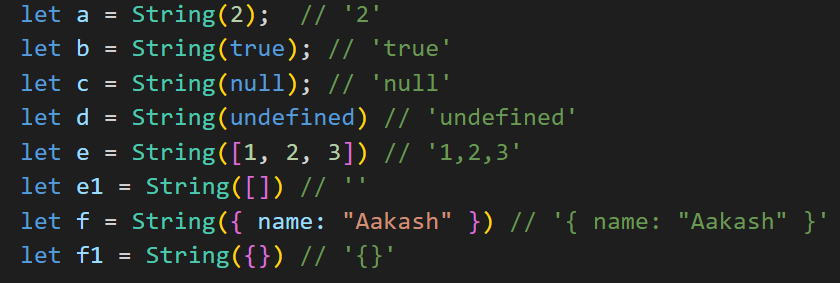 let a = String(2);  // '2'
let b = String(true); // 'true'
let c = String(null); // 'null'
let d = String(undefined) // 'undefined'
let e = String([1, 2, 3]) // '1,2,3'
let e1 = String([]) // ''
let f = String({ name: "Aakash" }) // '{ name: "Aakash" }'
let f1 = String({}) // '{}'